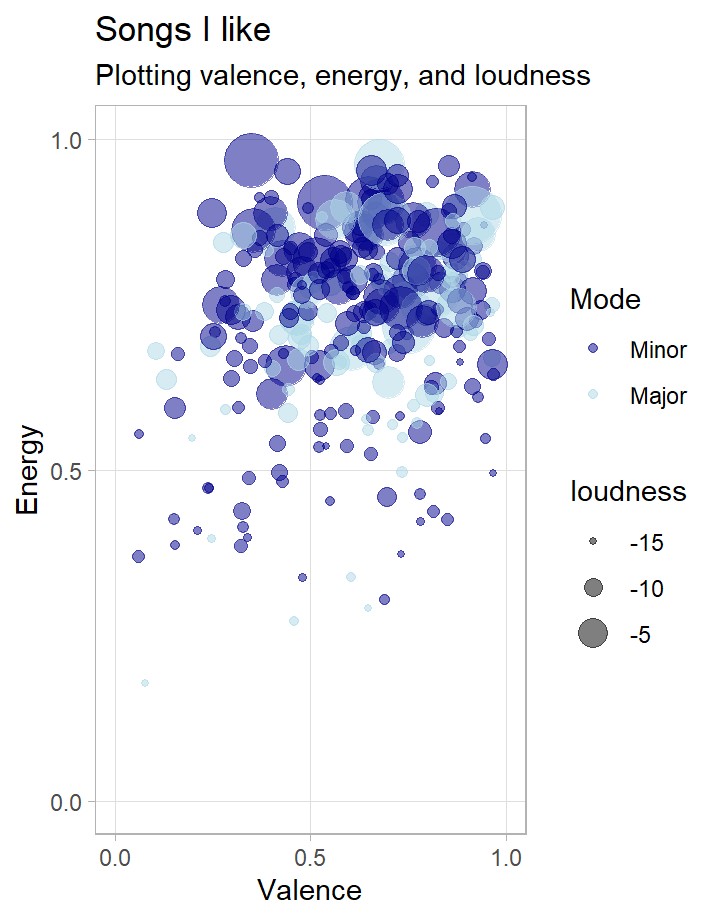 Songs I like
Plotting valence, energy, and loudness
1.0
0.5
0.0
Energy
0.0 0.5 1.0
Valence
Mode
Minor
Major
loudness
-15
-10
-5